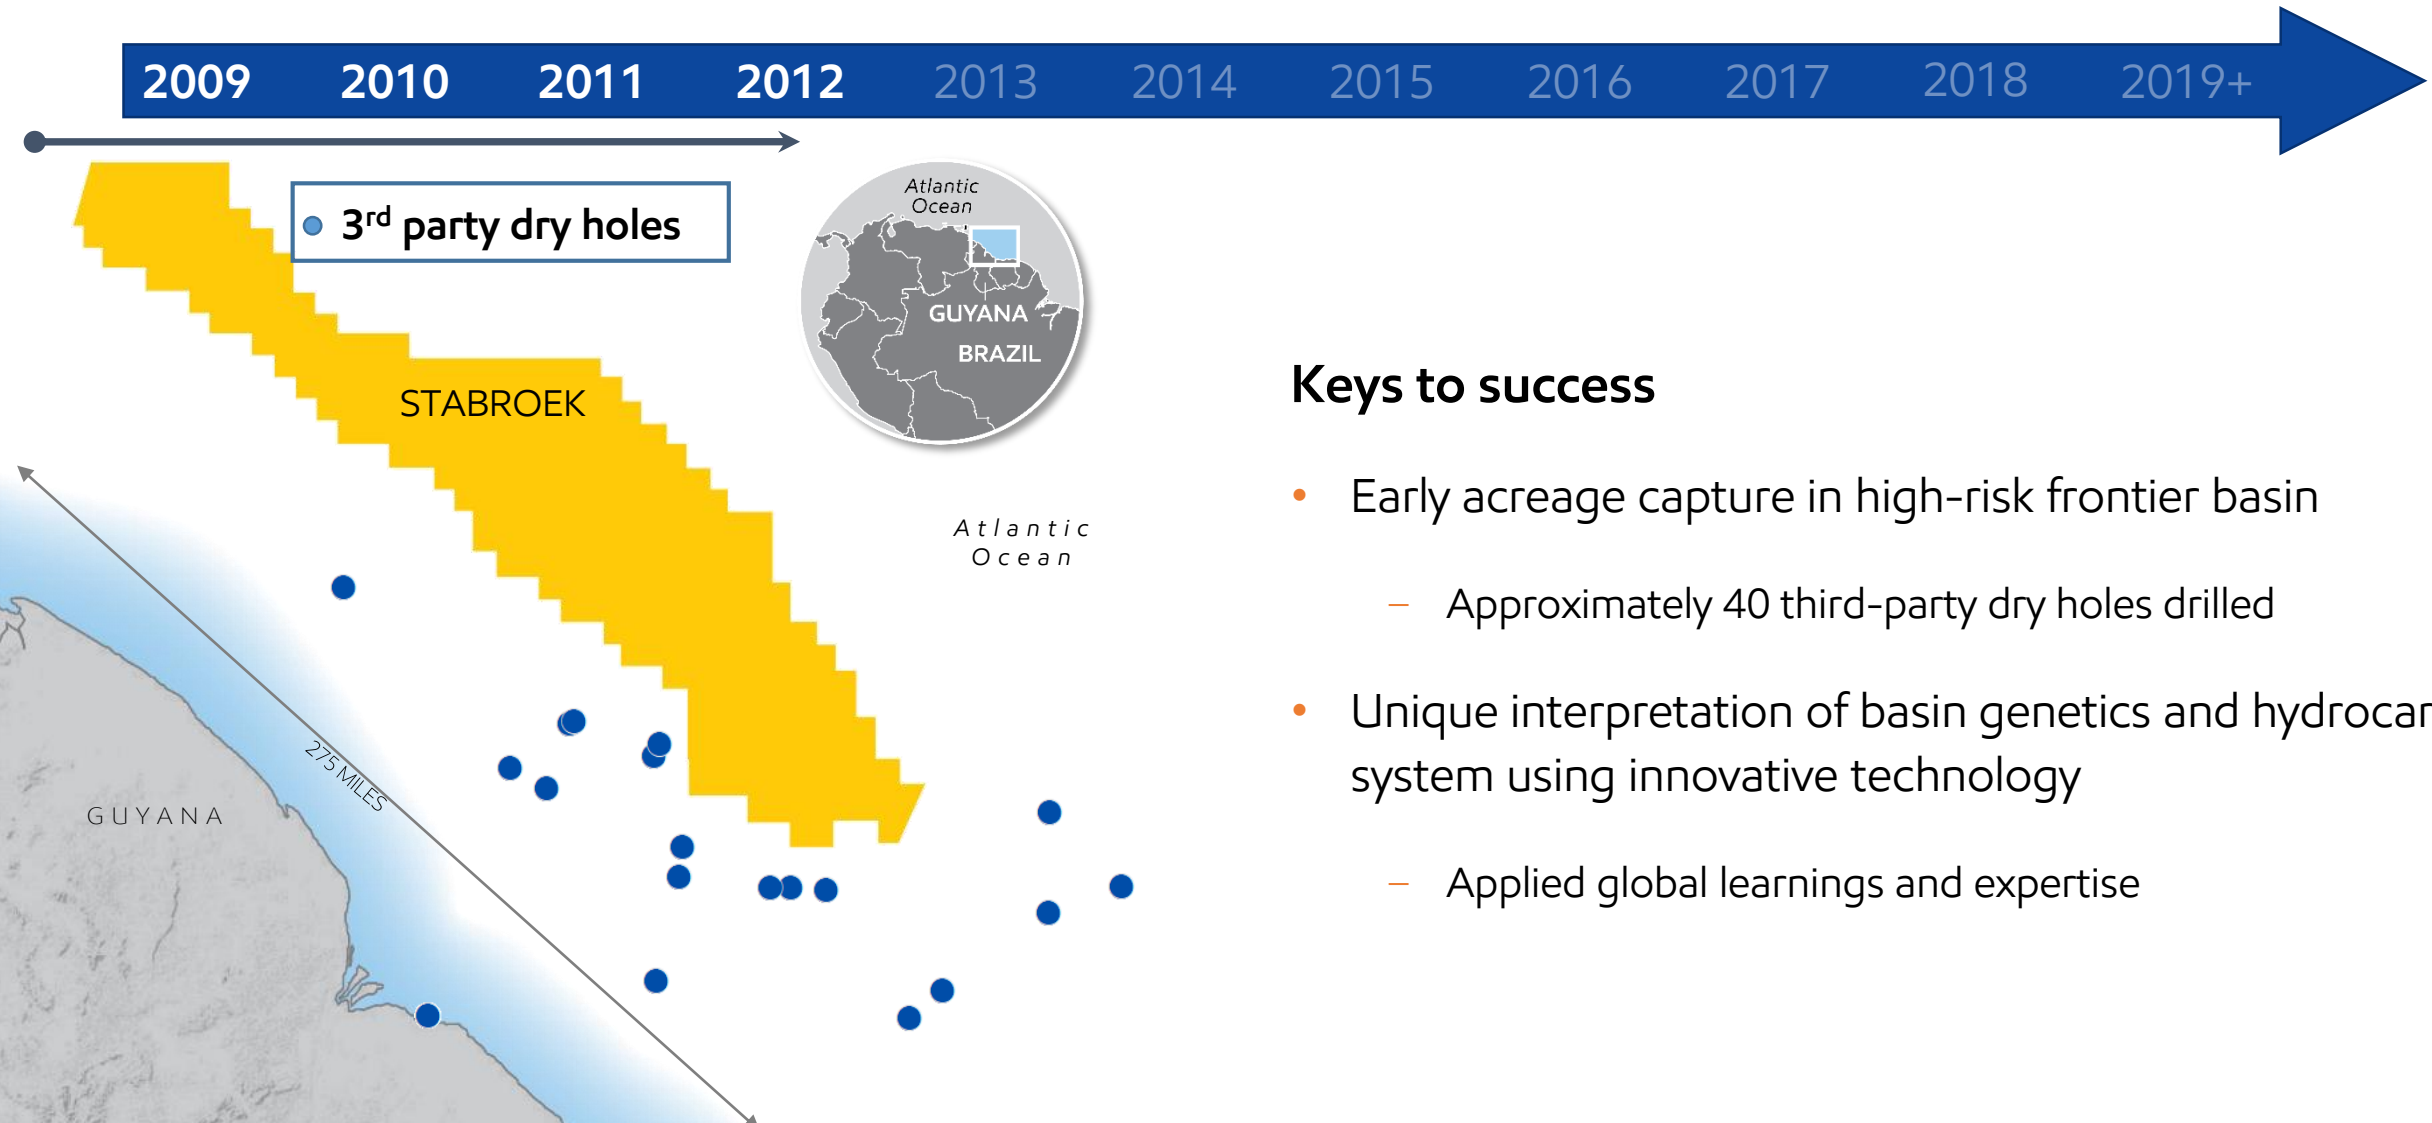 2009 2010 2011 2012 2013 2014 2015 2016 2017 2018 2019+
3rd party dry holes
Atlantic
Ocean
GUYANA
BRAZIL
STABROEK
Atlantic
Ocean
275 MILES
GUYANA
Keys to success
• Early acreage capture in high-risk frontier basin
– Approximately 40 third-party dry holes drilled
• Unique interpretation of basin genetics and
system using innovative technology
– Applied global learnings and expertise